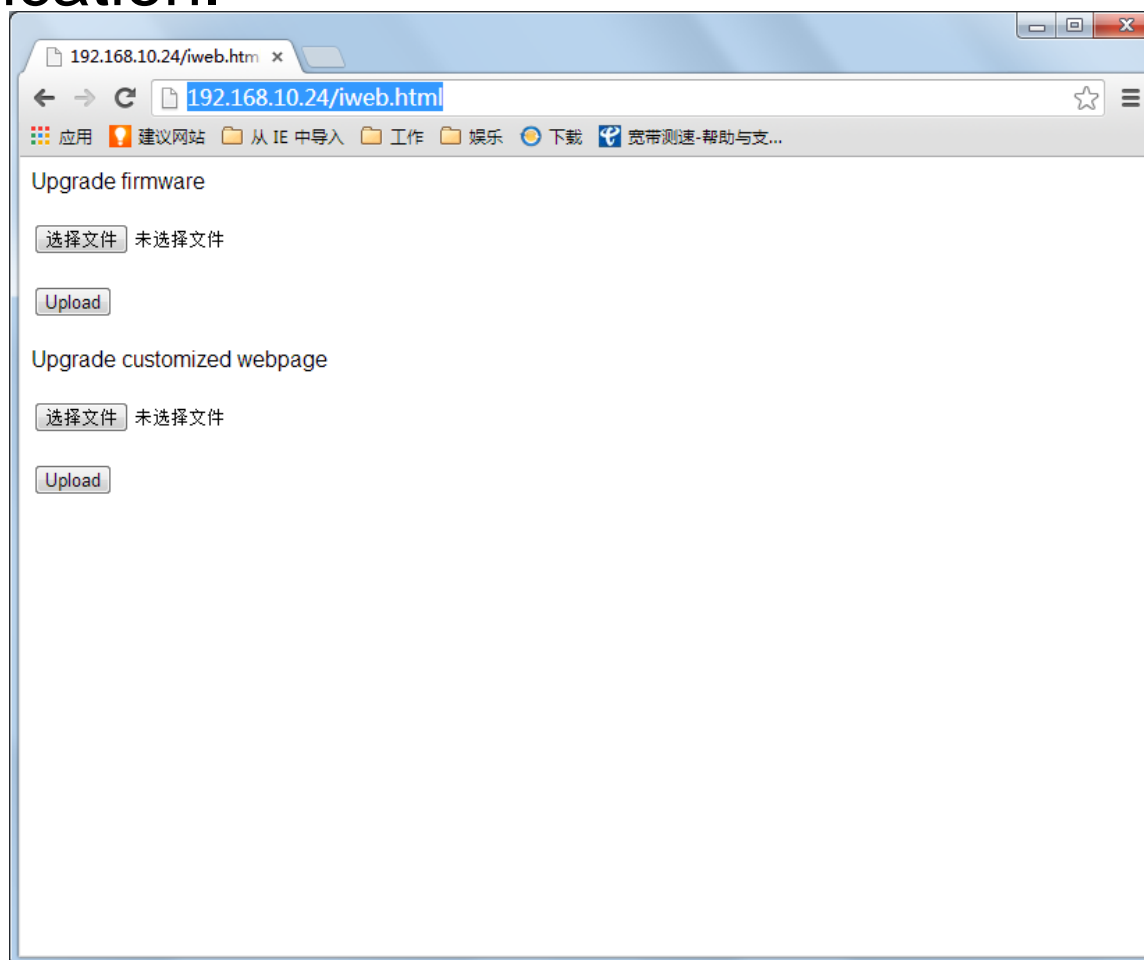 192.168.10.24/iweb.htm
192.168.10.24/iweb.html
应用 建议网站 从 IE 中导入 工作 娱乐 下载 宽带测速-帮助与支...
Upgrade firmware
选择文件 未选择文件
Upload
Upgrade customized webpage
选择文件 未选择文件
Upload